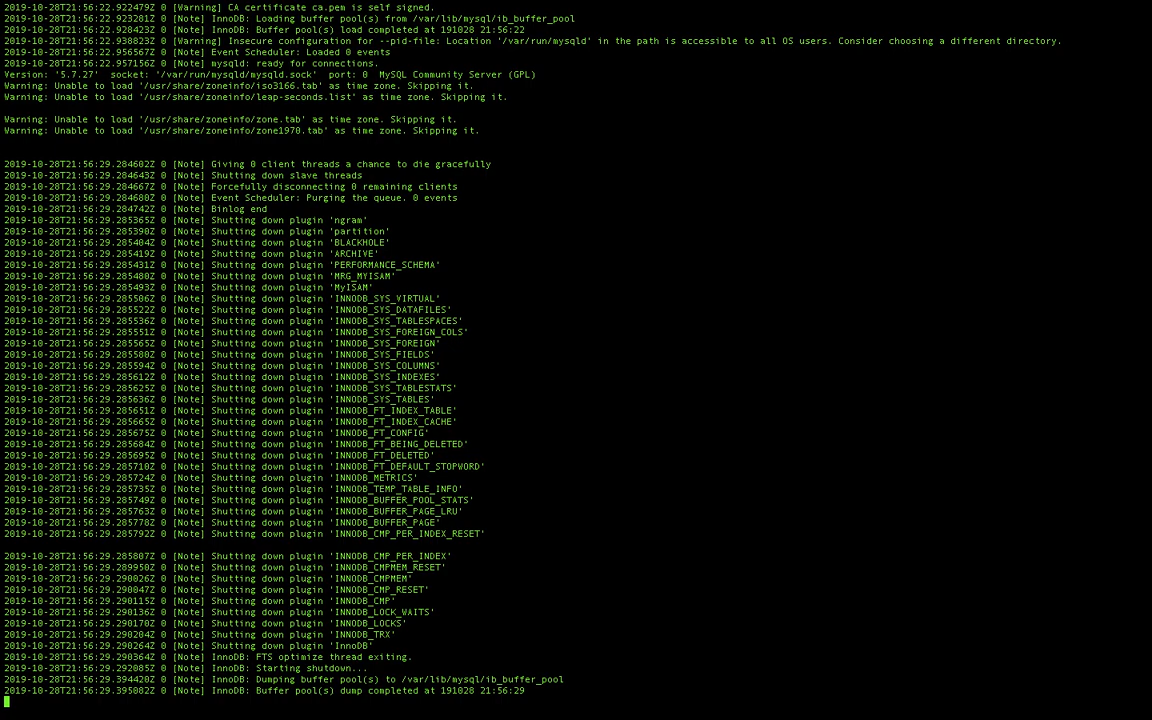 2019-10-28T21:56:22.922479Z 0 [Warning] CA certificate ca.pem is self signed.
2019-10-28T21:56:22.923281Z 0 [Note] InnoDB: Loading buffer pool(s) from /var/lib/mysql/ib_buffer_pool
2019-10-28T21:56:22.928423Z 0 [Note] InnoDB: Buffer pool(s) load completed at 191028 21:56:22
2019-10-28T21:56:22.938823Z 0 [Warning] Insecure configuration for --pid-file: Location '/var/run/mysqld' in the path is accessible to all OS users. Consider choosing a different directory.
2019-10-28T21:56:22.956567Z 0 [Note] Event Scheduler: Loaded 0 events
2019-10-28T21:56:22.957156Z 0 [Note] mysqld: ready for connections.
Version: '5.7.27'  socket: '/var/run/mysqld/mysqld.sock'  port: 0  MySQL Community Server (GPL)
Warning: Unable to load '/usr/share/zoneinfo/iso3166.tab' as time zone. Skipping it.
Warning: Unable to load '/usr/share/zoneinfo/leap-seconds.list' as time zone. Skipping it.
Warning: Unable to load '/usr/share/zoneinfo/zone.tab' as time zone. Skipping it.
Warning: Unable to load '/usr/share/zoneinfo/zone1970.tab' as time zone. Skipping it.
2019-10-28T21:56:29.284602Z 0 [Note] Giving 0 client threads a chance to die gracefully
2019-10-28T21:56:29.284643Z 0 [Note] Shutting down slave threads
2019-10-28T21:56:29.284667Z 0 [Note] Forcefully disconnecting 0 remaining clients
2019-10-28T21:56:29.284680Z 0 [Note] Event Scheduler: Purging the queue. 0 events
2019-10-28T21:56:29.284742Z 0 [Note] Binlog end
2019-10-28T21:56:29.285365Z 0 [Note] Shutting down plugin 'ngram'
2019-10-28T21:56:29.285390Z 0 [Note] Shutting down plugin 'partition'
2019-10-28T21:56:29.285404Z 0 [Note] Shutting down plugin 'BLACKHOLE'
2019-10-28T21:56:29.285419Z 0 [Note] Shutting down plugin 'ARCHIVE'
2019-10-28T21:56:29.285431Z 0 [Note] Shutting down plugin 'PERFORMANCE_SCHEMA'
2019-10-28T21:56:29.285480Z 0 [Note] Shutting down plugin 'MRG_MYISAM'
2019-10-28T21:56:29.285493Z 0 [Note] Shutting down plugin 'MyISAM'
2019-10-28T21:56:29.285506Z 0 [Note] Shutting down plugin 'INNODB_SYS_VIRTUAL'
2019-10-28T21:56:29.285522Z 0 [Note] Shutting down plugin 'INNODB_SYS_DATAFILES'
2019-10-28T21:56:29.285536Z 0 [Note] Shutting down plugin 'INNODB_SYS_TABLESPACES'
2019-10-28T21:56:29.285551Z 0 [Note] Shutting down plugin 'INNODB_SYS_FOREIGN_COLS'
2019-10-28T21:56:29.285565Z 0 [Note] Shutting down plugin 'INNODB_SYS_FOREIGN'
2019-10-28T21:56:29.285580Z 0 [Note] Shutting down plugin 'INNODB_SYS_FIELDS'
2019-10-28T21:56:29.285594Z 0 [Note] Shutting down plugin 'INNODB_SYS_COLUMNS'
2019-10-28T21:56:29.285612Z 0 [Note] Shutting down plugin 'INNODB_SYS_INDEXES'
2019-10-28T21:56:29.285625Z 0 [Note] Shutting down plugin 'INNODB_SYS_TABLESTATS'
2019-10-28T21:56:29.285636Z 0 [Note] Shutting down plugin 'INNODB_SYS_TABLES'
2019-10-28T21:56:29.285651Z 0 [Note] Shutting down plugin 'INNODB_FT_INDEX_TABLE'
2019-10-28T21:56:29.285665Z 0 [Note] Shutting down plugin 'INNODB_FT_INDEX_CACHE'
2019-10-28T21:56:29.285675Z 0 [Note] Shutting down plugin 'INNODB_FT_CONFIG'
2019-10-28T21:56:29.285684Z 0 [Note] Shutting down plugin 'INNODB_FT_BEING_DELETED'
2019-10-28T21:56:29.285695Z 0 [Note] Shutting down plugin 'INNODB_FT_DELETED'
2019-10-28T21:56:29.285710Z 0 [Note] Shutting down plugin 'INNODB_FT_DEFAULT_STOPWORD'
2019-10-28T21:56:29.285724Z 0 [Note] Shutting down plugin 'INNODB_METRICS'
2019-10-28T21:56:29.285735Z 0 [Note] Shutting down plugin 'INNODB_TEMP_TABLE_INFO'
2019-10-28T21:56:29.285749Z 0 [Note] Shutting down plugin 'INNODB_BUFFER_POOL_STATS'
2019-10-28T21:56:29.285763Z 0 [Note] Shutting down plugin 'INNODB_BUFFER_PAGE_LRU'
2019-10-28T21:56:29.285778Z 0 [Note] Shutting down plugin 'INNODB_BUFFER_PAGE'
2019-10-28T21:56:29.285792Z 0 [Note] Shutting down plugin 'INNODB_CMP_PER_INDEX_RESET'
2019-10-28T21:56:29.285807Z 0 [Note] Shutting down plugin 'INNODB_CMP_PER_INDEX'
2019-10-28T21:56:29.289950Z 0 [Note] Shutting down plugin 'INNODB_CMPMEM_RESET'
2019-10-28T21:56:29.290026Z 0 [Note] Shutting down plugin 'INNODB_CMPMEM'
2019-10-28T21:56:29.290047Z 0 [Note] Shutting down plugin 'INNODB_CMP_RESET'
2019-10-28T21:56:29.290115Z 0 [Note] Shutting down plugin 'INNODB_CMP'
2019-10-28T21:56:29.290136Z 0 [Note] Shutting down plugin 'INNODB_LOCK_WAITS'
2019-10-28T21:56:29.290170Z 0 [Note] Shutting down plugin 'INNODB_LOCKS'
2019-10-28T21:56:29.290204Z 0 [Note] Shutting down plugin 'INNODB_TRX'
2019-10-28T21:56:29.290264Z 0 [Note] Shutting down plugin 'InnoDB'
2019-10-28T21:56:29.290364Z 0 [Note] InnoDB: FTS optimize thread exiting.
2019-10-28T21:56:29.292085Z 0 [Note] InnoDB: Starting shutdown...
2019-10-28T21:56:29.394420Z 0 [Note] InnoDB: Dumping buffer pool(s) to /var/lib/mysql/ib_buffer_pool
2019-10-28T21:56:29.395082Z 0 [Note] InnoDB: Buffer pool(s) dump completed at 191028 21:56:29